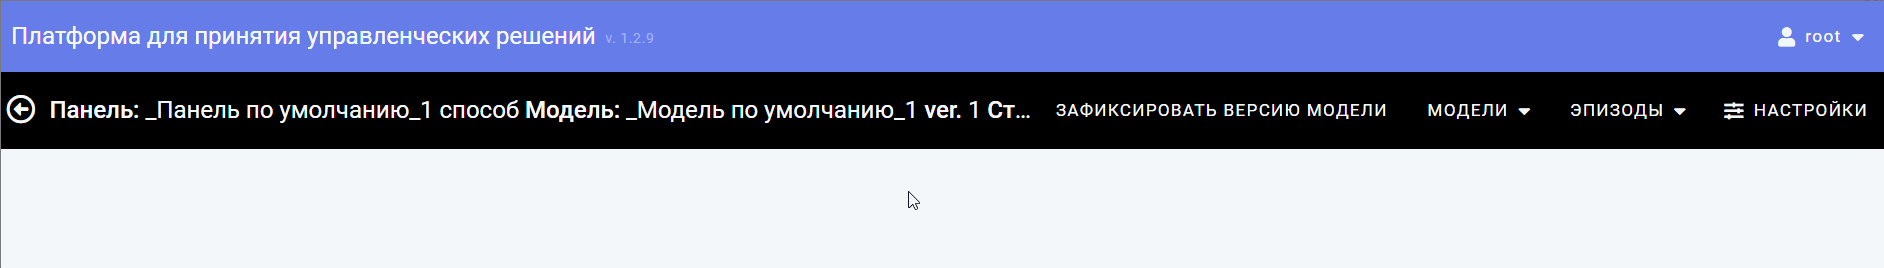 Платформа для принятия управленческих решений v. 1.2.9
root
Панель: _Панель по умолчанию_1 способ Модель: _Модель по умолчанию_1 ver. 1 Ст...
ЗАФИКСИРОВАТЬ ВЕРСИЮ МОДЕЛИ
МОДЕЛИ
ЭПИЗОДЫ
НАСТРОЙКИ